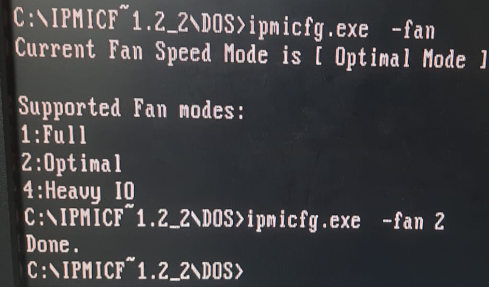 C:\IPMICF~1.2_2\DOS>ipmicfg.exe  -fan
Current Fan Speed Mode is [ Optimal Mode ]
Supported Fan modes:
1:Full
2:Optimal
4:Heavy IO
C:\IPMICF~1.2_2\DOS>ipmicfg.exe  -fan 2
Done.
C:\IPMICF~1.2_2\DOS>